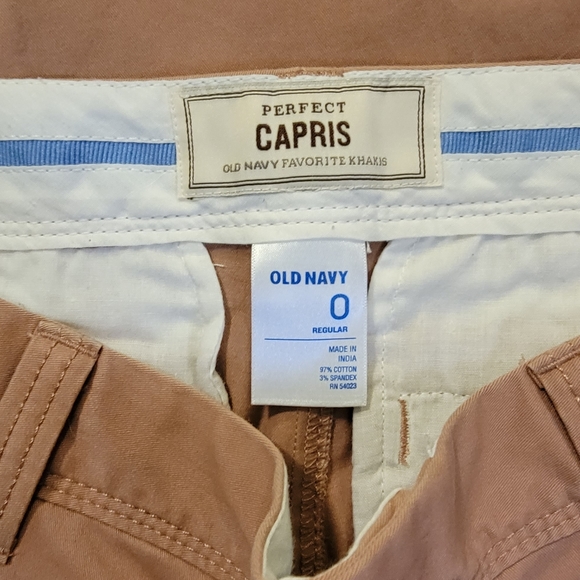 PERFECT
CAPRIS
OLD NAVY FAVORITE KHAKIS
OLD NAVY
0
REGULAR
MADE IN
INDIA
97% COTTON
3% SPANDEX
RN 54023